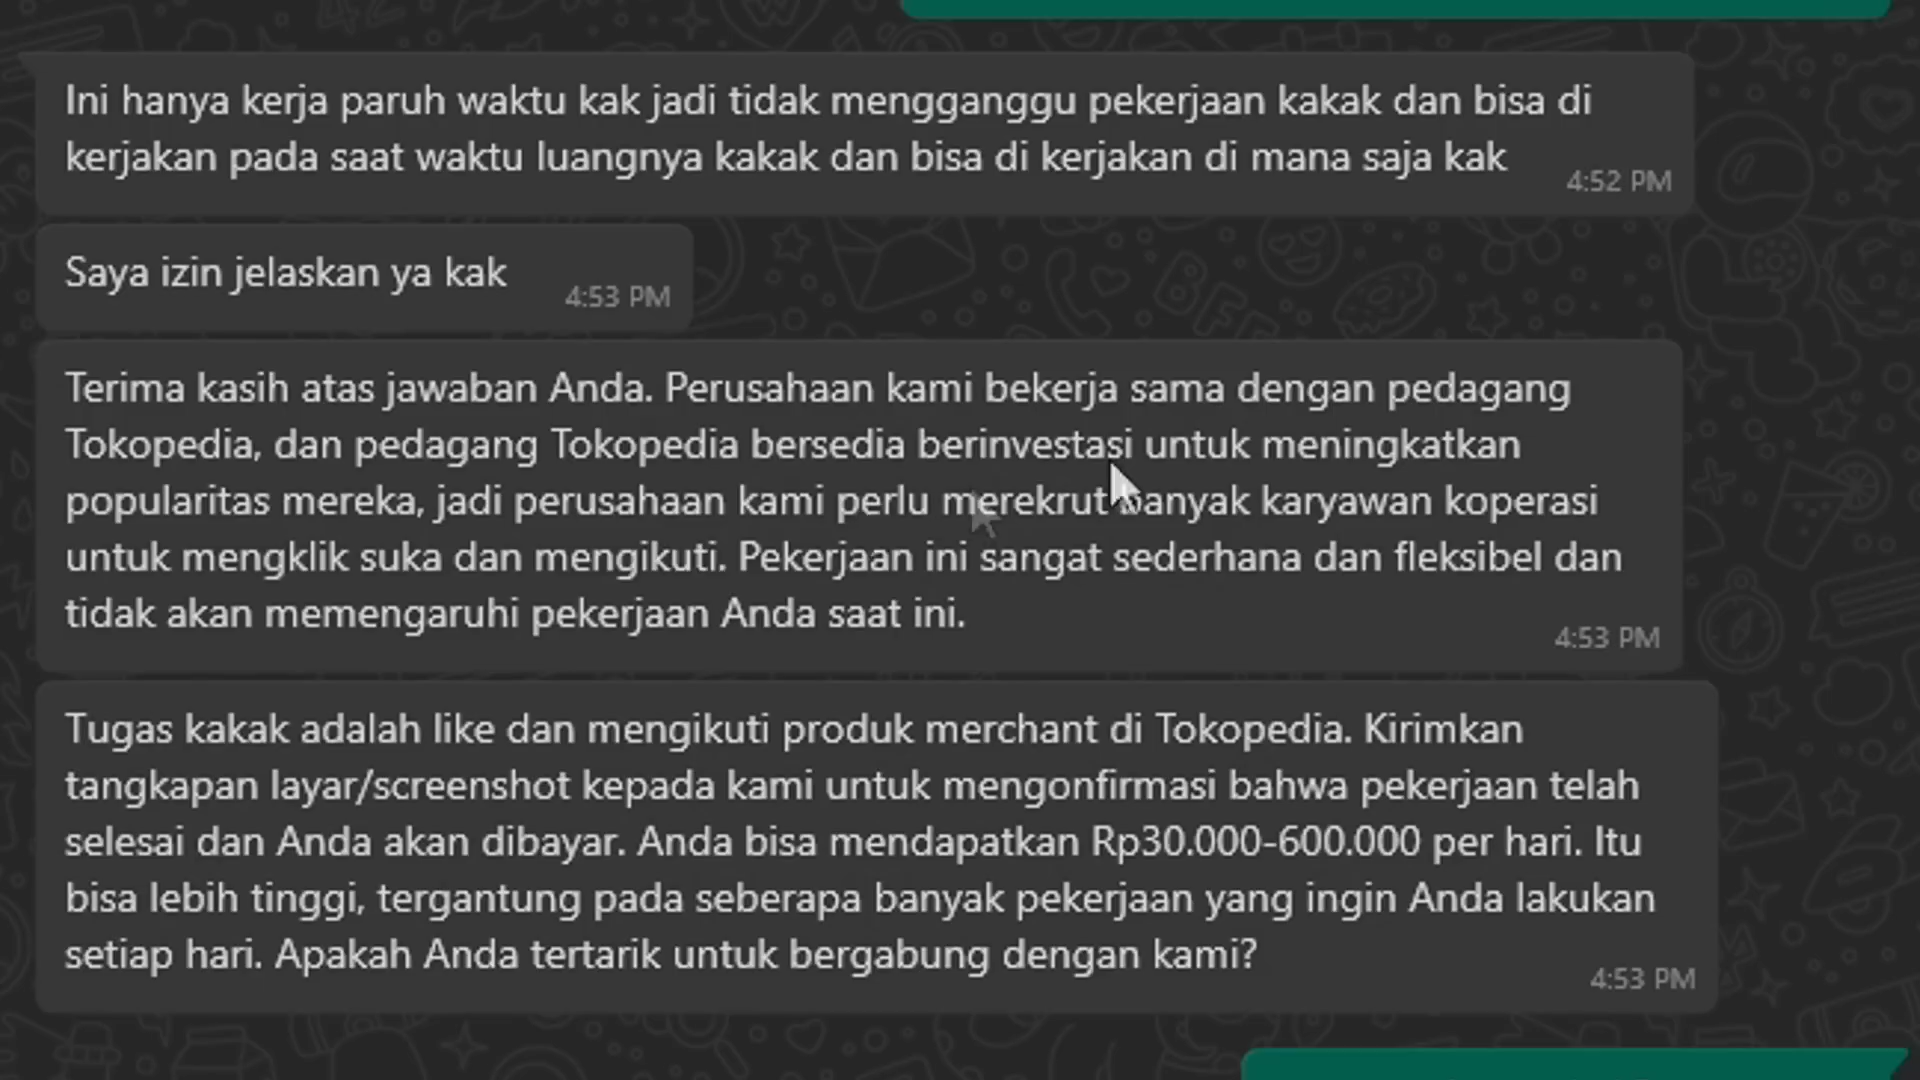 Ini hanya kerja paruh waktu kak jadi tidak mengganggu pekerjaan kakak dan bisa di
kerjakan pada saat waktu luangnya kakak dan bisa di kerjakan di mana saja kak
4:52 PM
Saya izin jelaskan ya kak
4:53 PM
Terima kasih atas jawaban Anda. Perusahaan kami bekerja sama dengan pedagang
Tokopedia, dan pedagang Tokopedia bersedia berinvestasi untuk meningkatkan
popularitas mereka, jadi perusahaan kami perlu merekrut banyak karyawan koperasi
untuk mengklik suka dan mengikuti. Pekerjaan ini sangat sederhana dan fleksibel dan
tidak akan memengaruhi pekerjaan Anda saat ini.
4:53 PM
Tugas kakak adalah like dan mengikuti produk merchant di Tokopedia. Kirimkan
tangkapan layar/screenshot kepada kami untuk mengonfirmasi bahwa pekerjaan telah
selesai dan Anda akan dibayar. Anda bisa mendapatkan Rp30.000-600.000 per hari. Itu
bisa lebih tinggi, tergantung pada seberapa banyak pekerjaan yang ingin Anda lakukan
setiap hari. Apakah Anda tertarik untuk bergabung dengan kami?
4:53 PM